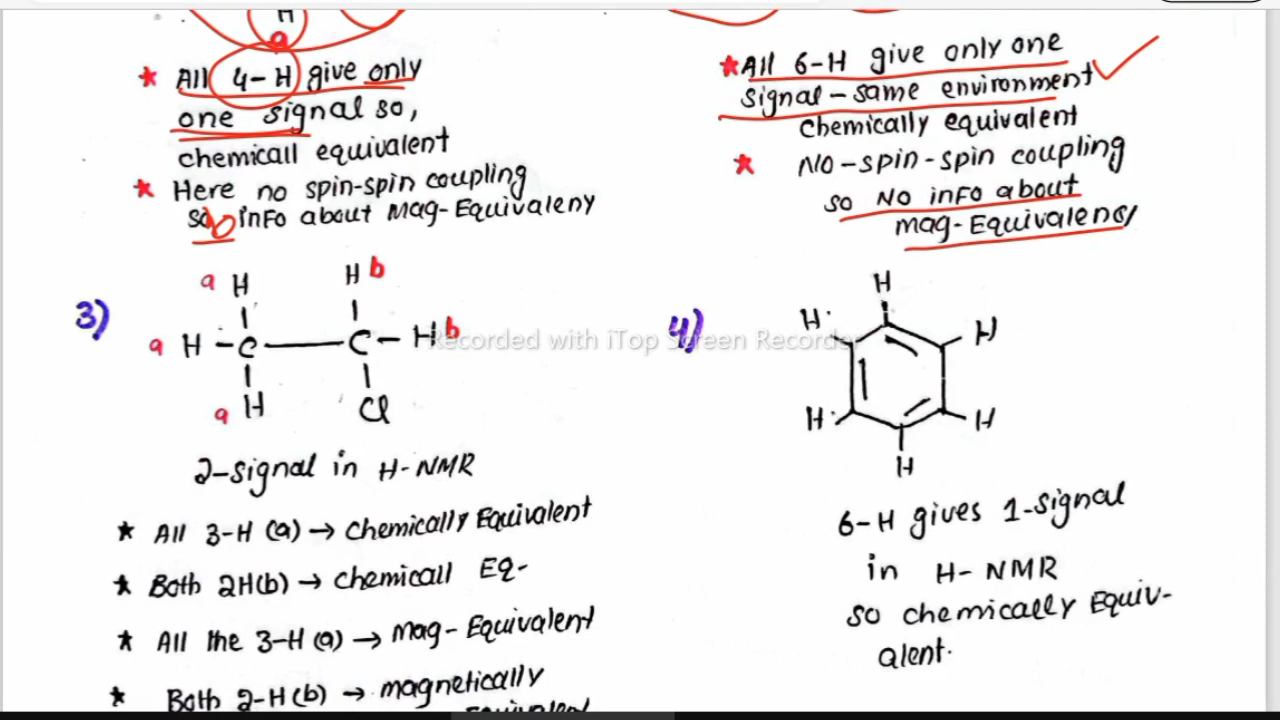 H
a
* All 4-H give only
one signal so,
chemicall equivalent
* Here no spin-spin coupling
so info about Mag-Equivaleny
*All 6-H give only one
signal-same environment
chemically equivalent
* No-spin-spin coupling
so No info about
mag-Equivalency
3)
a H H b
a H - C - C - H b
a H Cl
2-signal in H-NMR
* All 3-H (a) → chemically Equivalent
* Both 2H(b) → chemicall EQ-
* All the 3-H (a) → Mag-Equivalent
* Both 2-H(b) → magnetically
Equivalent
4)
H
H H
H H
H
6-H gives 1-signal
in H-NMR
so chemically Equiv-
alent.
Recorded with iTop Screen Recorder